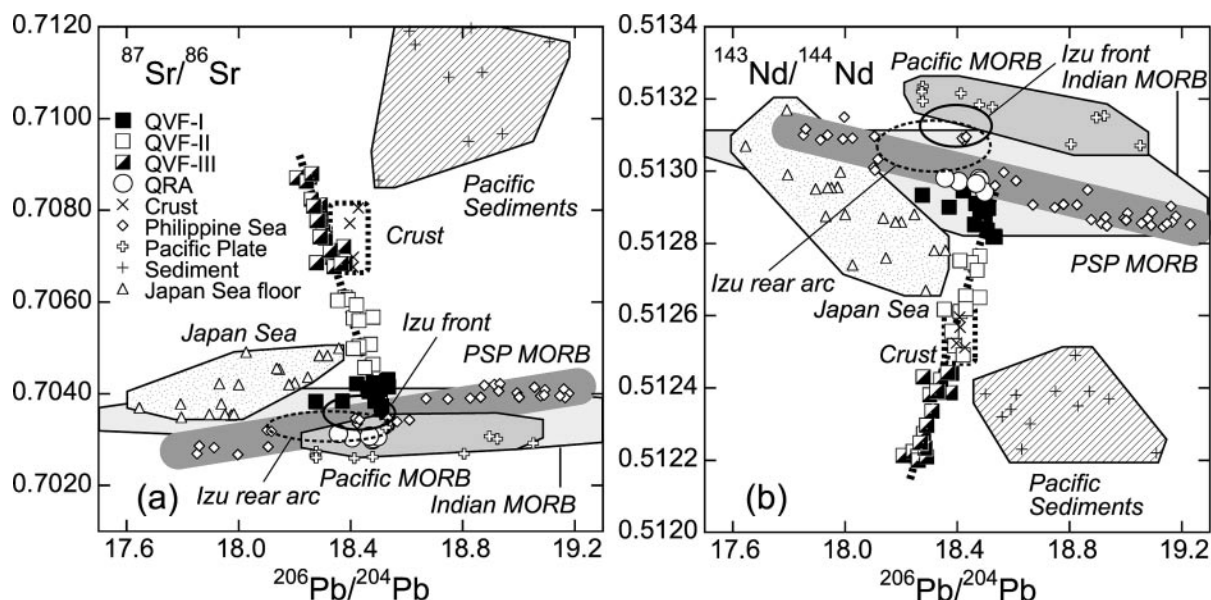 0.7120
0.7100
0.7080
0.7060
0.7040
0.7020
⁸⁷Sr/⁸⁶Sr
QVF-I
QVF-II
QVF-III
QRA
Crust
Philippine Sea
Pacific Plate
Sediment
Japan Sea floor
Pacific
Sediments
Crust
Japan Sea
Izu front
PSP MORB
Pacific MORB
Izu rear arc
Indian MORB
(a)
17.6
18.0
18.4
18.8
19.2
²⁰⁶Pb/²⁰⁴Pb
0.5134
0.5132
0.5130
0.5128
0.5126
0.5124
0.5122
0.5120
¹⁴³Nd/¹⁴⁴Nd
Pacific MORB
Izu front
Indian MORB
Izu rear arc
PSP MORB
Japan Sea
Crust
Pacific
Sediments
(b)
17.6
18.0
18.4
18.8
19.2
²⁰⁶Pb/²⁰⁴Pb